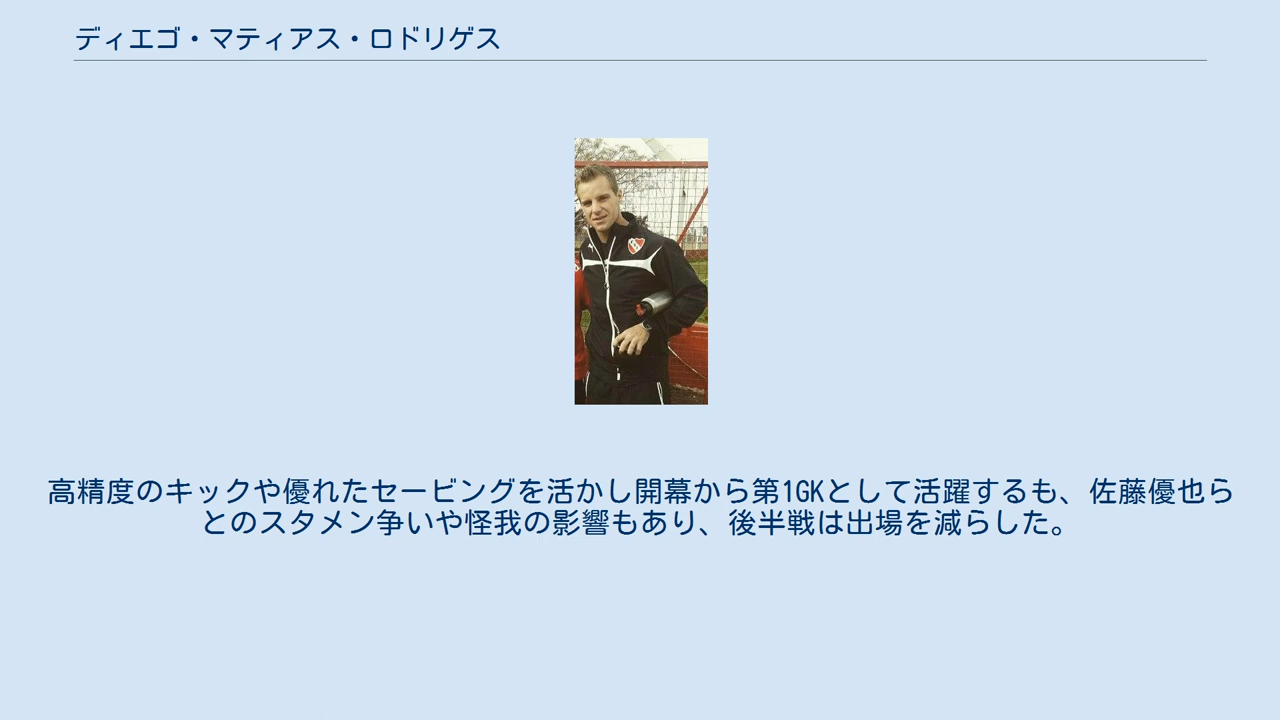 ディエゴ・マティアス・ロドリゲス
高精度のキックや優れたセービングを活かし開幕から第1GKとして活躍するも、佐藤優也ら
とのスタメン争いや怪我の影響もあり、後半戦は出場を減らした。